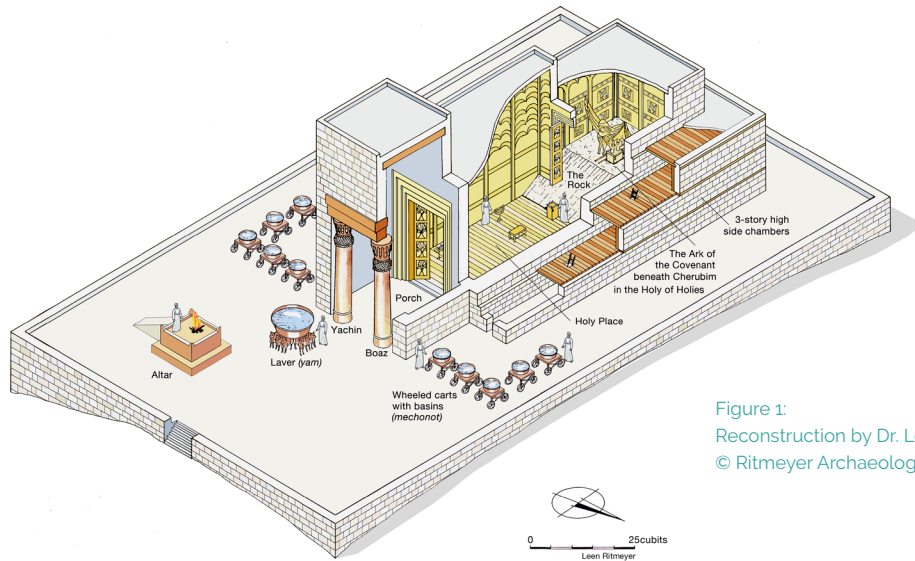 The
Rock
3-story high
side chambers
The Ark of
the Covenant
beneath Cherubim
in the Holy of Holies
Porch
Yachin
Holy Place
Boaz
Laver (yam)
Altar
Wheeled carts
with basins
(mechonot)
Figure 1:
Reconstruction by Dr. L
© Ritmeyer Archaeolog
0 25cubits
Leen Ritmeyer